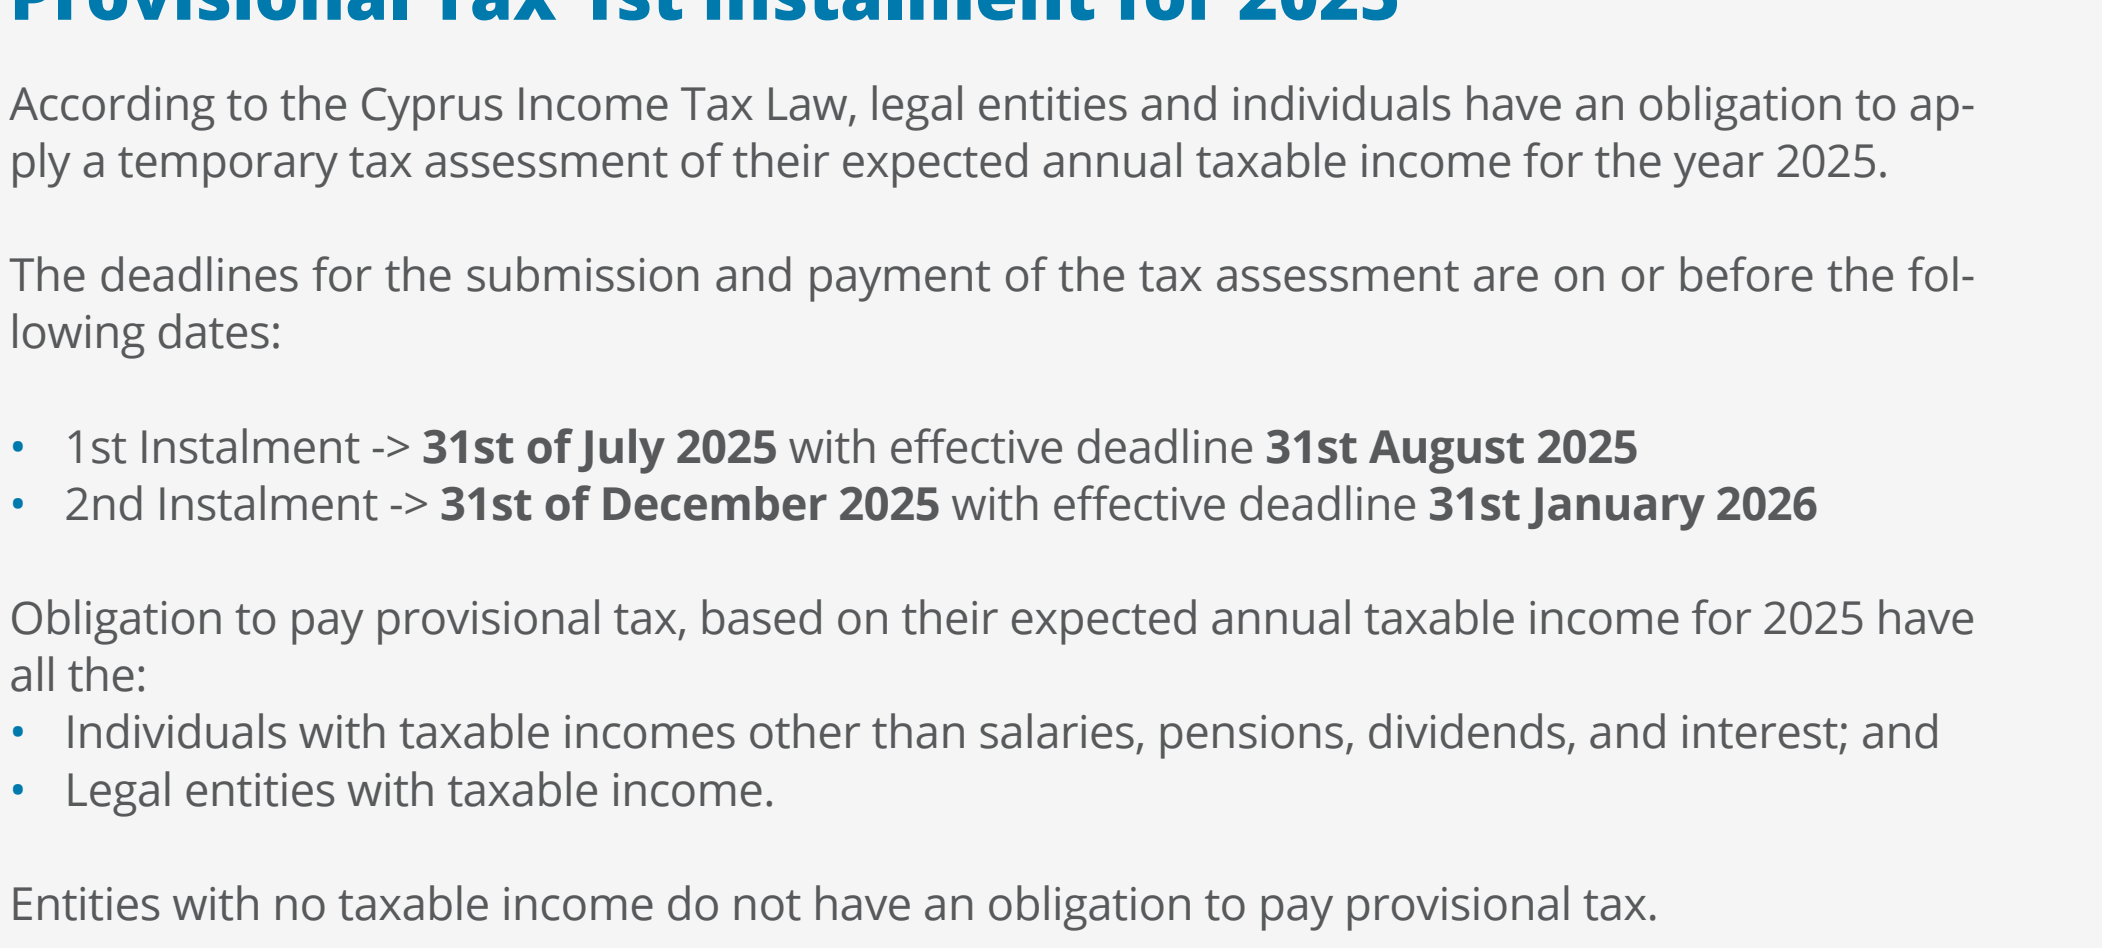 Provisional Tax 1st Instalment for 2025
According to the Cyprus Income Tax Law, legal entities and individuals have an obligation to ap-
ply a temporary tax assessment of their expected annual taxable income for the year 2025.
The deadlines for the submission and payment of the tax assessment are on or before the fol-
lowing dates:
• 1st Instalment -> 31st of July 2025 with effective deadline 31st August 2025
• 2nd Instalment -> 31st of December 2025 with effective deadline 31st January 2026
Obligation to pay provisional tax, based on their expected annual taxable income for 2025 have
all the:
• Individuals with taxable incomes other than salaries, pensions, dividends, and interest; and
• Legal entities with taxable income.
Entities with no taxable income do not have an obligation to pay provisional tax.